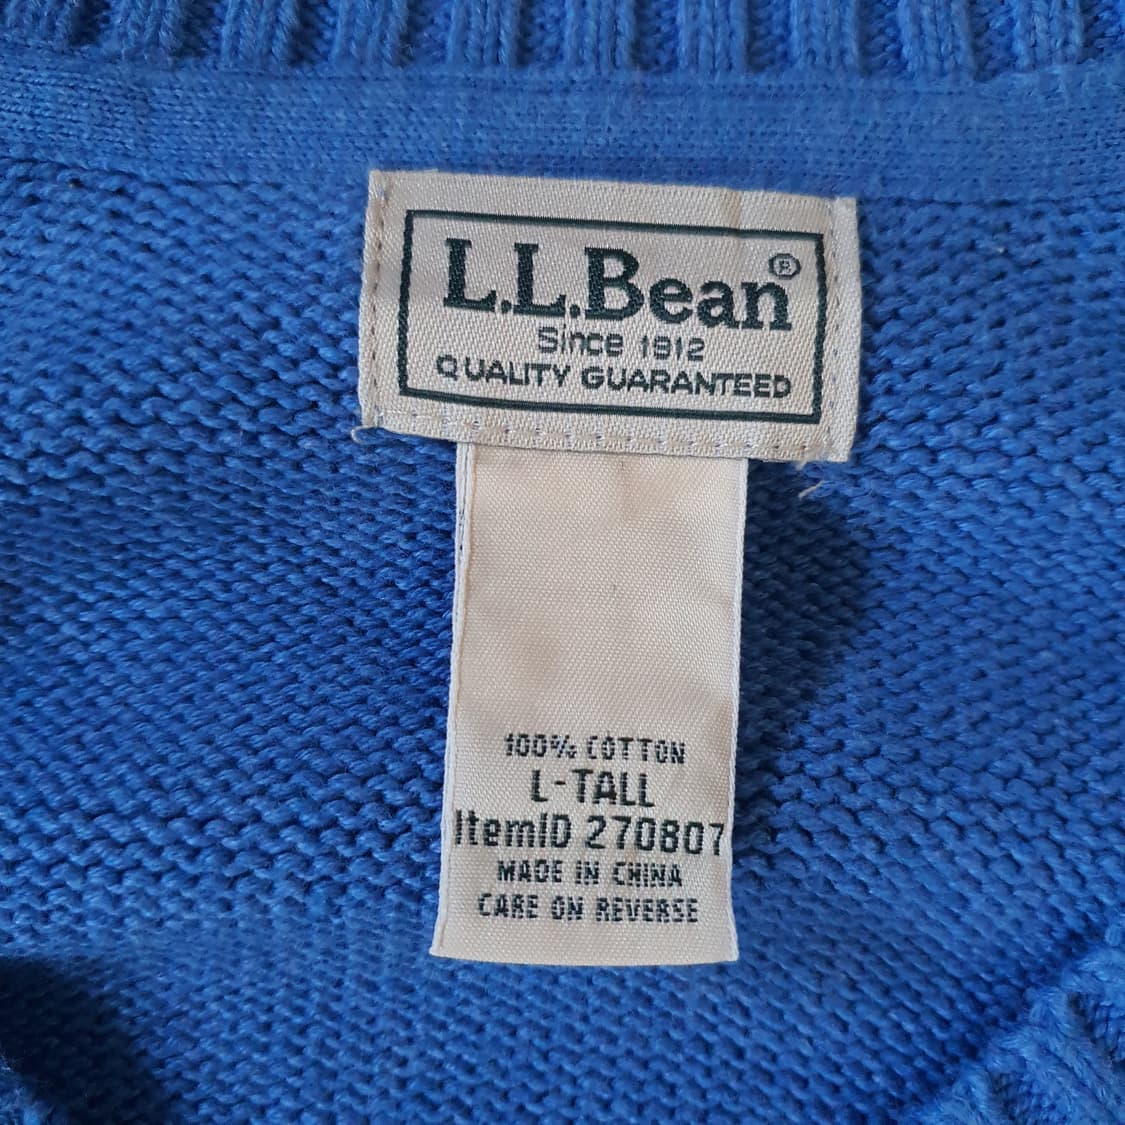 L.L.Bean®
Since 1912
QUALITY GUARANTEED
100% COTTON
L-TALL
ItemID 270807
MADE IN CHINA
CARE ON REVERSE